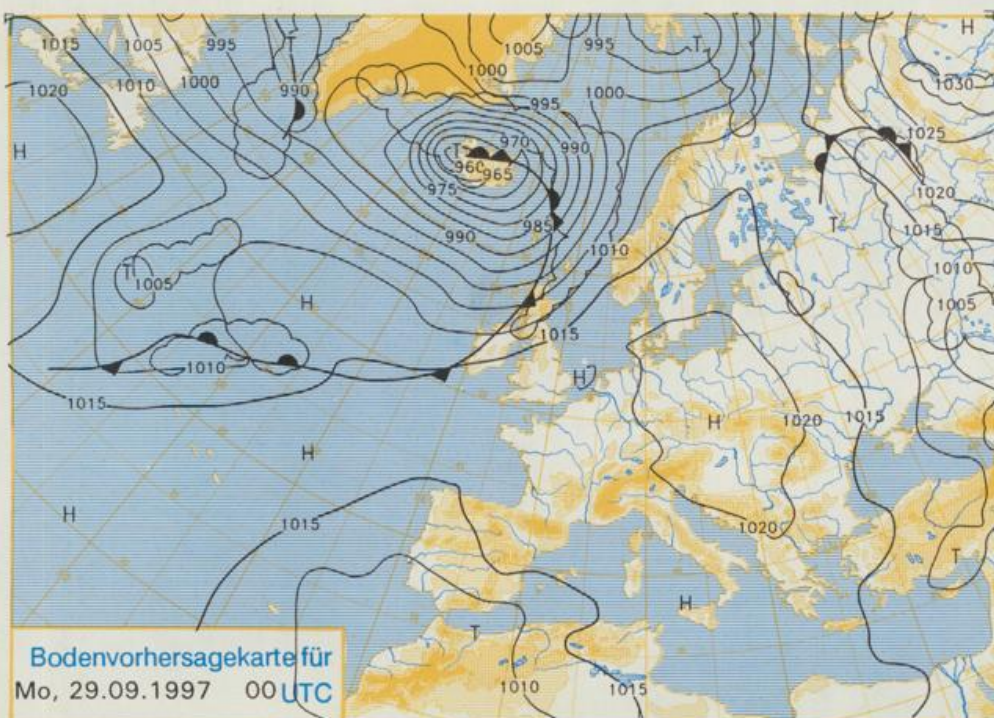 1015 1005 995 T 1005 995 T H
1020 1010 1000 990 1000 995 1000 1030
H T 970 990 1025
960 965
975 1020
990 985 1010 T 1015
T 1005 H 1010
1005
1010 1015
1015 H 1020 1015
H H
H 1015 1020 T
H
T
1010 1015
Bodenvorhersagekarte für
Mo, 29.09.1997 00 UTC